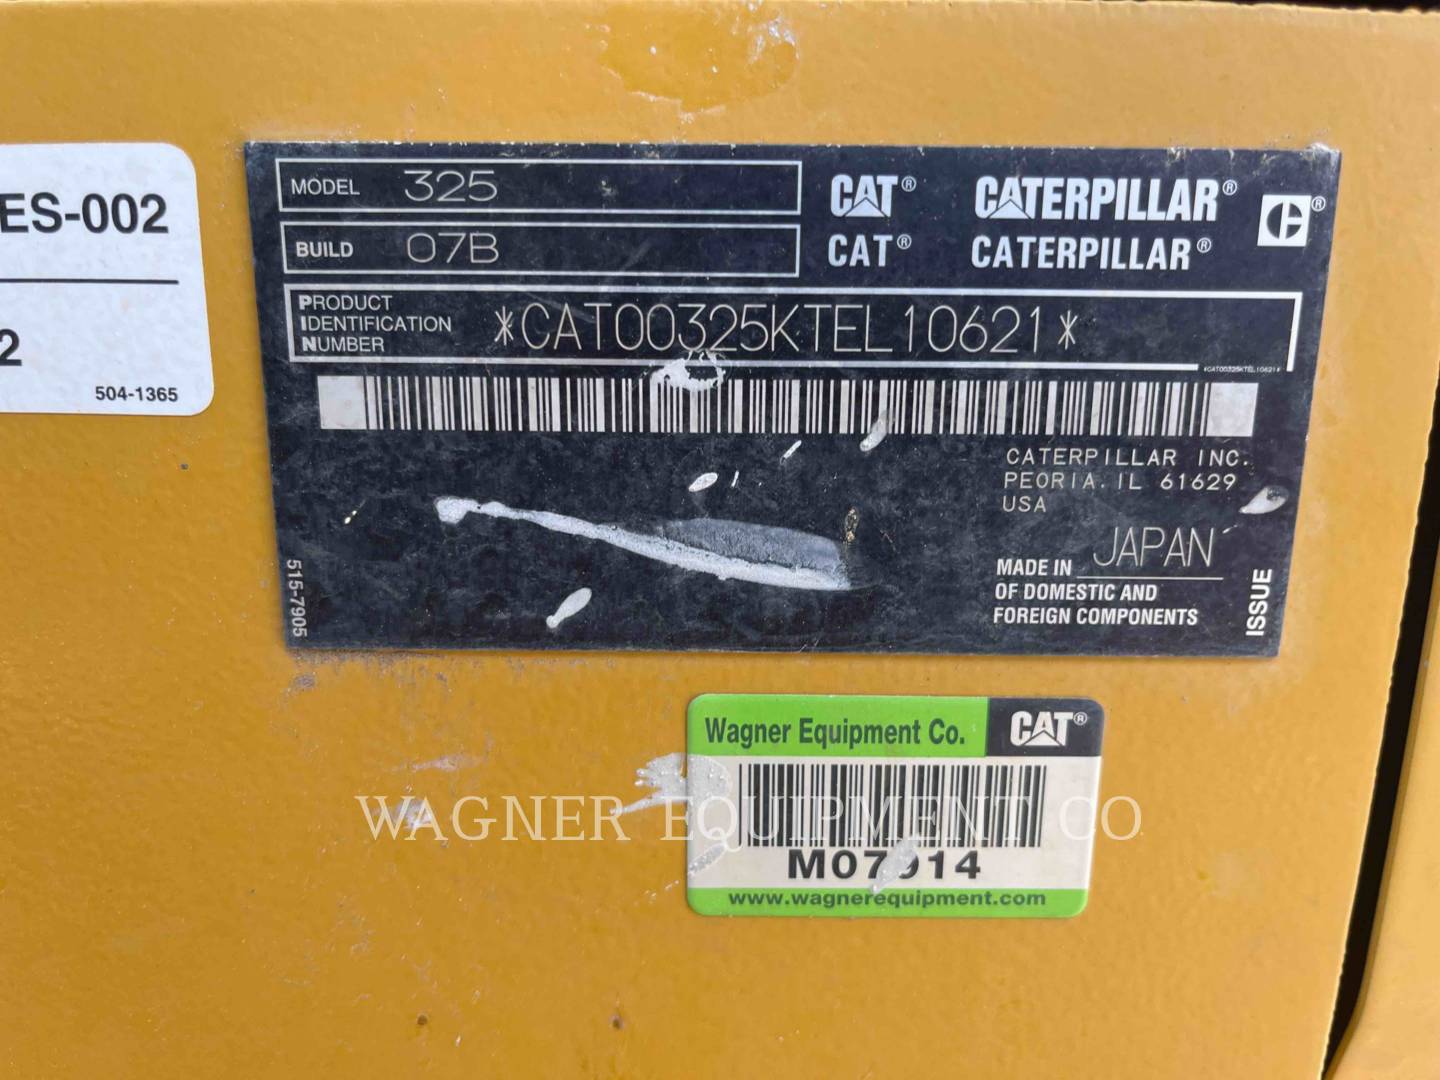 ES-002
2
504-1365
MODEL 325
BUILD 07B
CAT® CATERPILLAR® ®
CAT® CATERPILLAR®
PRODUCT
IDENTIFICATION
NUMBER
*CAT00325KTEL10621*
*CAT00325KTEL10621*
CATERPILLAR INC.
PEORIA, IL 61629
USA
MADE IN JAPAN
OF DOMESTIC AND
FOREIGN COMPONENTS
ISSUE
515-7905
Wagner Equipment Co. CAT®
WAGNER EQUIPMENT CO
M07914
www.wagnerequipment.com